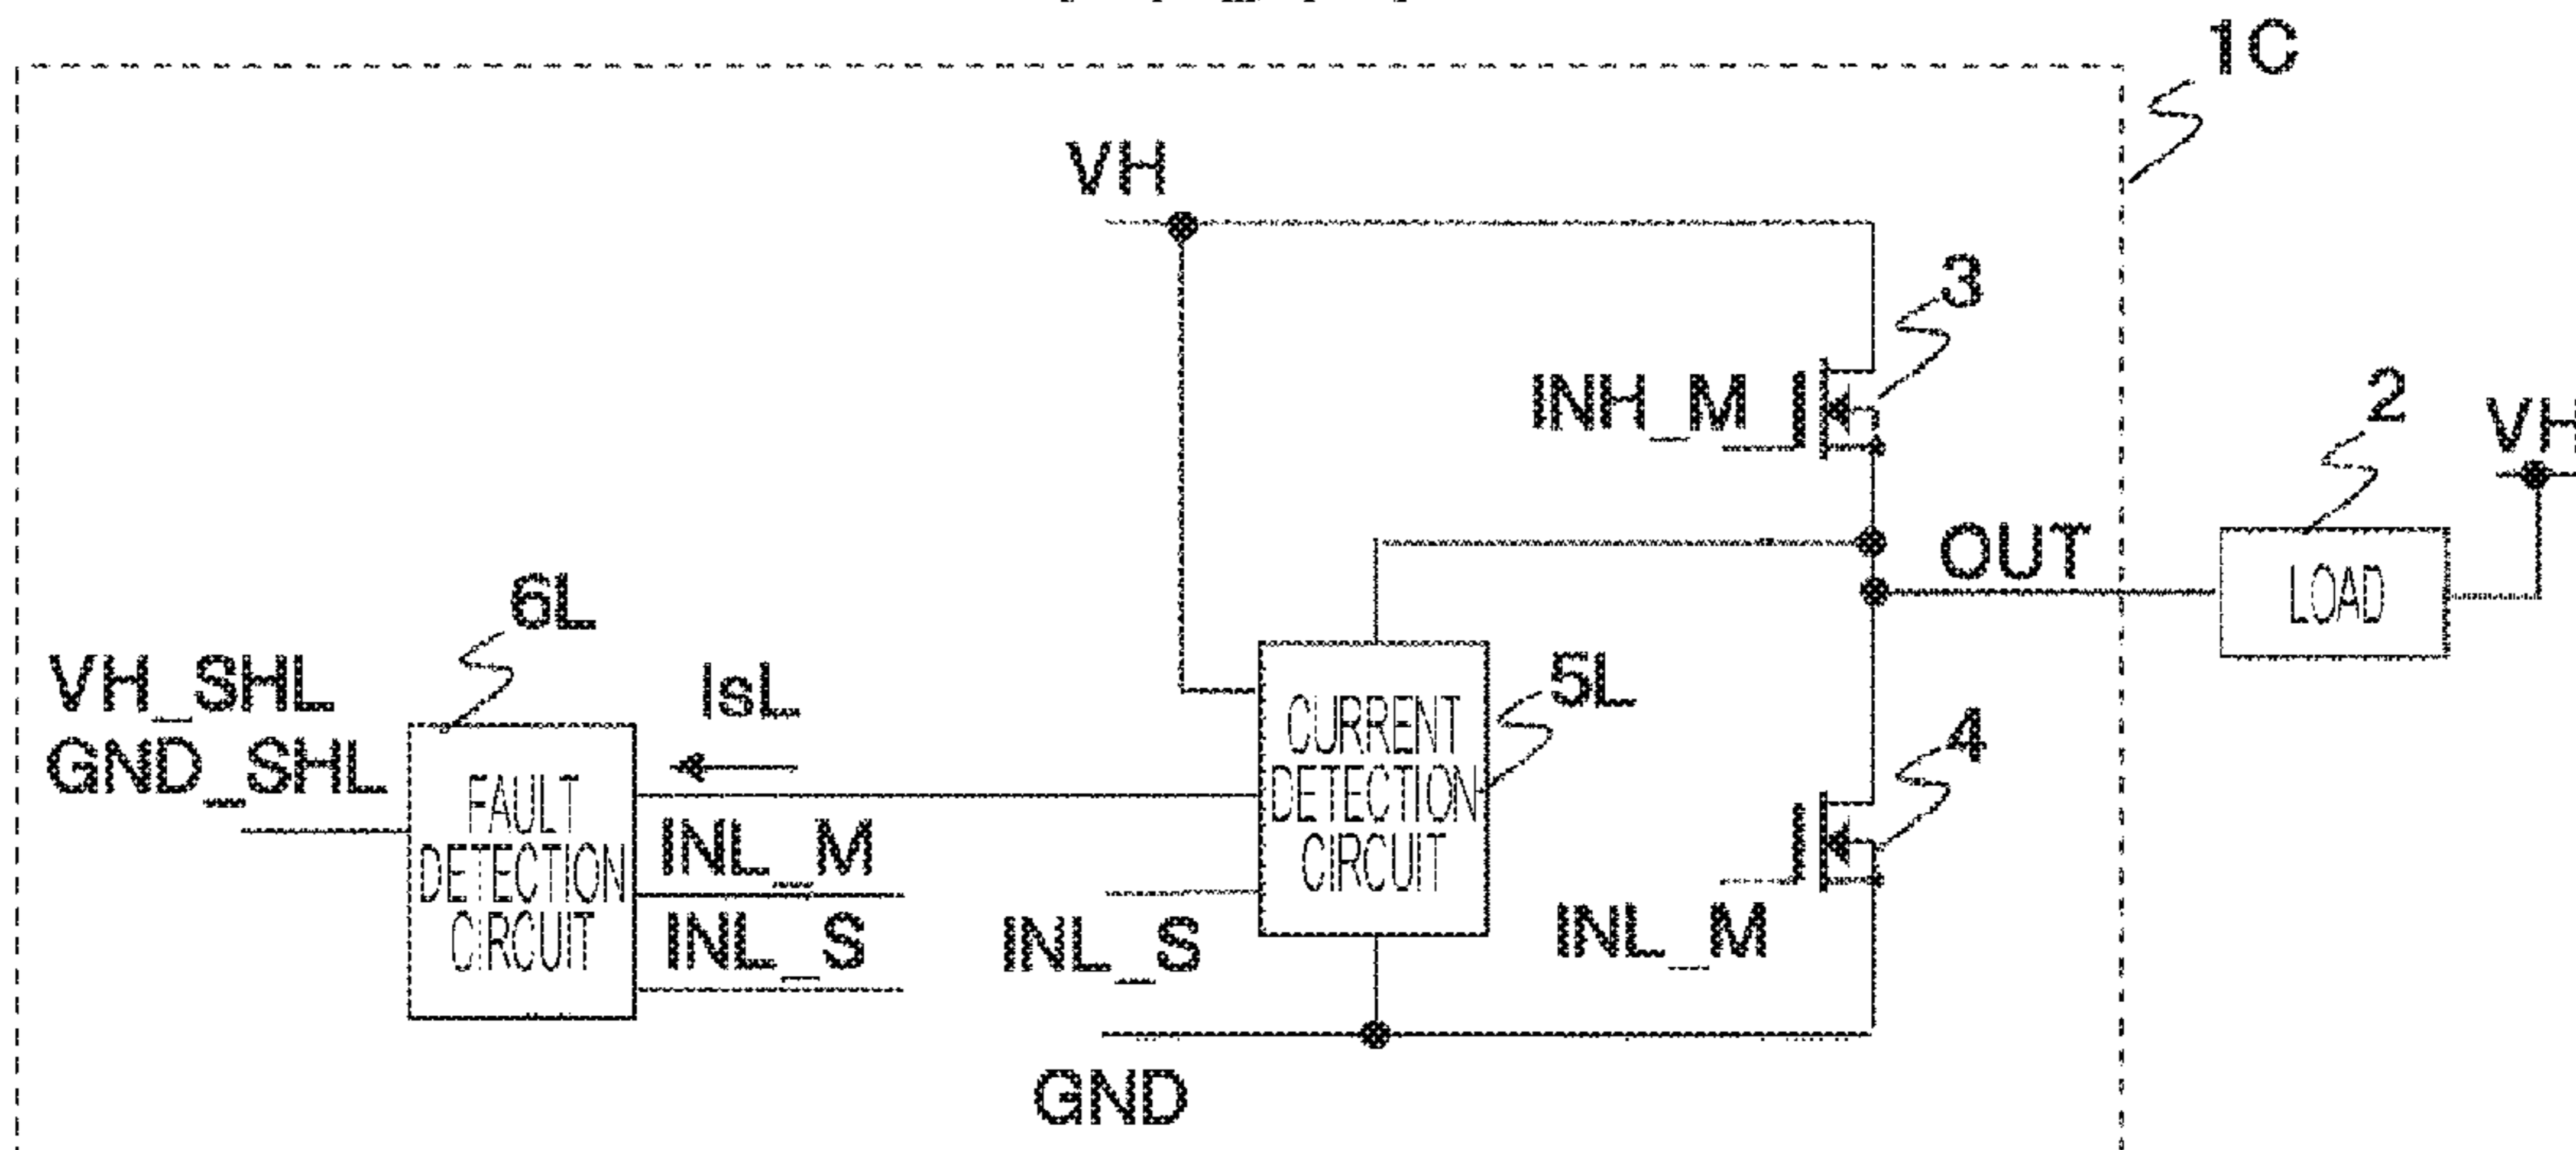 1C
VH
3
INH_M
2
VH
OUT
LOAD
6L
VH_SHL
GND_SHL
IsL
5L
CURRENT
DETECTION
CIRCUIT
4
FAULT
DETECTION
CIRCUIT
INL_M
INL_S
INL_S
INL_M
GND